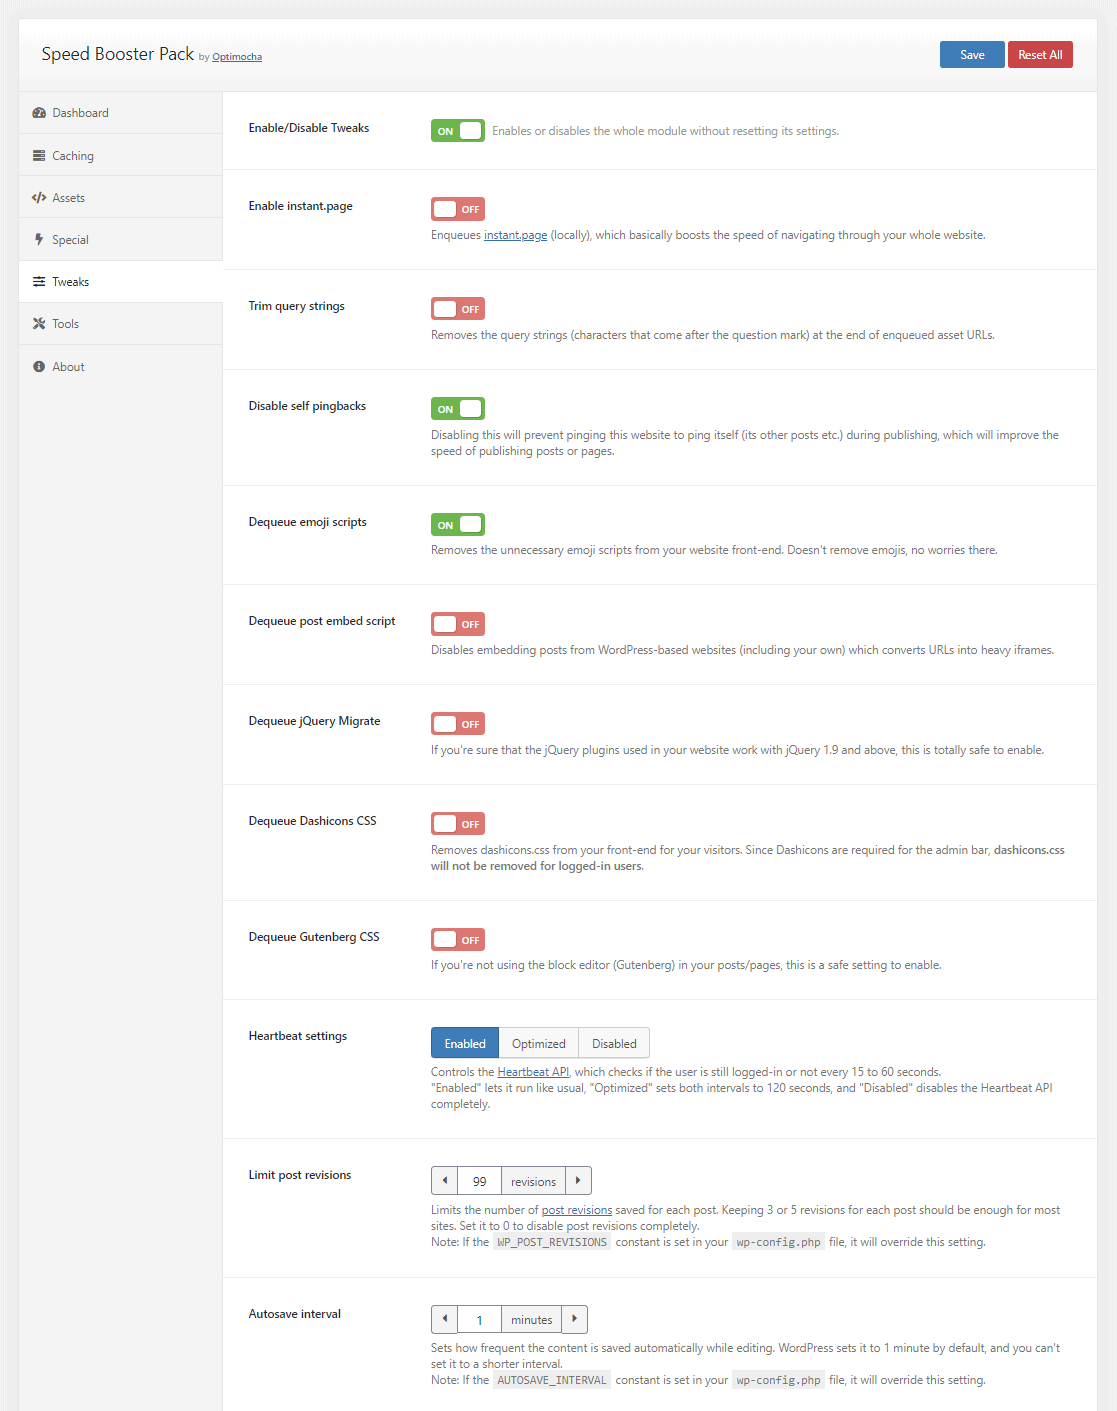 Speed Booster Pack by Optimocha
Save
Reset All
Dashboard
Caching
Assets
Special
Tweaks
Tools
About
Enable/Disable Tweaks
ON
Enables or disables the whole module without resetting its settings.
Enable instant.page
OFF
Enqueues instant.page (locally), which basically boosts the speed of navigating through your whole website.
Trim query strings
OFF
Removes the query strings (characters that come after the question mark) at the end of enqueued asset URLs.
Disable self pingbacks
ON
Disabling this will prevent pinging this website to ping itself (its other posts etc.) during publishing, which will improve the
speed of publishing posts or pages.
Dequeue emoji scripts
ON
Removes the unnecessary emoji scripts from your website front-end. Doesn't remove emojis, no worries there.
Dequeue post embed script
OFF
Disables embedding posts from WordPress-based websites (including your own) which converts URLs into heavy iframes.
Dequeue jQuery Migrate
OFF
If you're sure that the jQuery plugins used in your website work with jQuery 1.9 and above, this is totally safe to enable.
Dequeue Dashicons CSS
OFF
Removes dashicons.css from your front-end for your visitors. Since Dashicons are required for the admin bar, dashicons.css
will not be removed for logged-in users.
Dequeue Gutenberg CSS
OFF
If you're not using the block editor (Gutenberg) in your posts/pages, this is a safe setting to enable.
Heartbeat settings
Enabled Optimized Disabled
Controls the Heartbeat API, which checks if the user is still logged-in or not every 15 to 60 seconds.
"Enabled" lets it run like usual, "Optimized" sets both intervals to 120 seconds, and "Disabled" disables the Heartbeat API
completely.
Limit post revisions
99 revisions
Limits the number of post revisions saved for each post. Keeping 3 or 5 revisions for each post should be enough for most
sites. Set it to 0 to disable post revisions completely.
Note: If the WP_POST_REVISIONS constant is set in your wp-config.php file, it will override this setting.
Autosave interval
1 minutes
Sets how frequent the content is saved automatically while editing. WordPress sets it to 1 minute by default, and you can't
set it to a shorter interval.
Note: If the AUTOSAVE_INTERVAL constant is set in your wp-config.php file, it will override this setting.